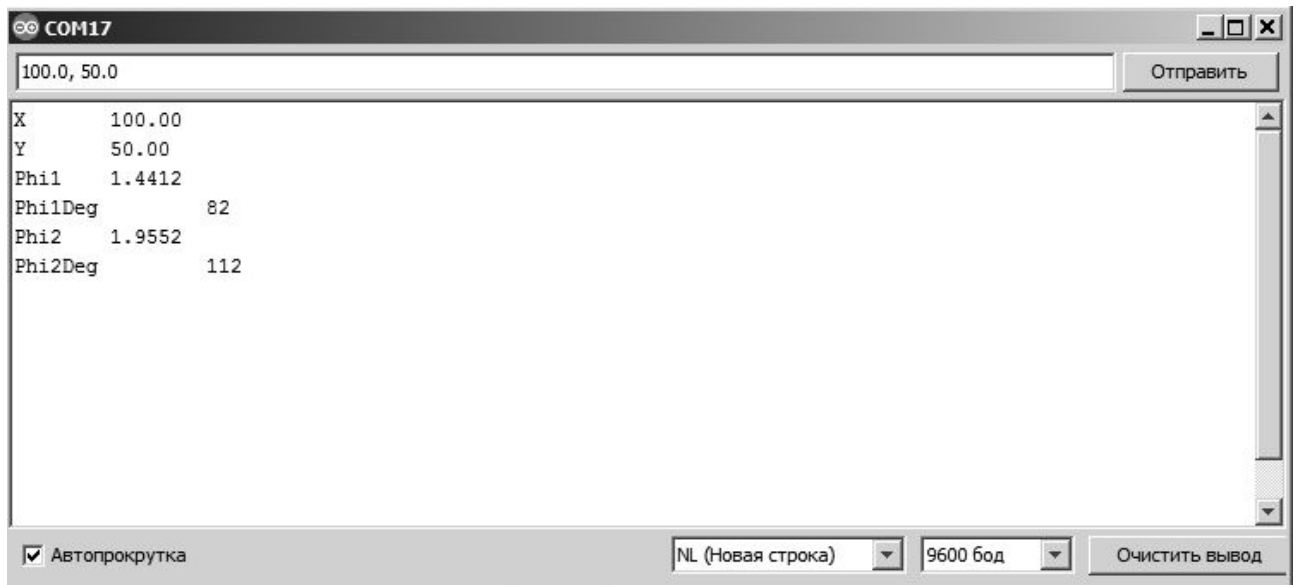 COM17
100.0, 50.0 Отправить
X 100.00
Y 50.00
Phi1 1.4412
Phi1Deg 82
Phi2 1.9552
Phi2Deg 112
Автопрокрутка NL (Новая строка) 9600 бод Очистить вывод